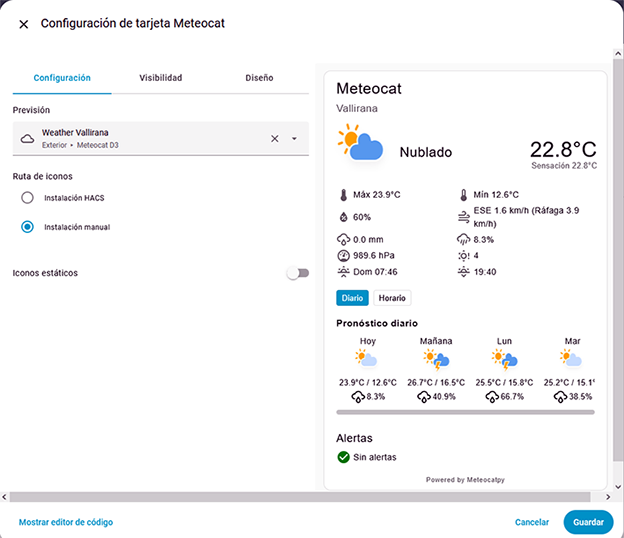 Configuración de tarjeta Meteocat
Configuración
Visibilidad
Diseño
Previsión
Weather Vallirana
Exterior • Meteocat D3
Ruta de iconos
Instalación HACS
Instalación manual
Iconos estáticos
Meteocat
Vallirana
Nublado
22.8°C
Sensación 22.8°C
Máx 23.9°C
Mín 12.6°C
60%
ESE 1.6 km/h (Ráfaga 3.9
km/h)
0.0 mm
8.3%
989.6 hPa
4
Dom 07:46
19:40
Diario
Horario
Pronóstico diario
Hoy
Mañana
Lun
Mar
23.9°C / 12.6°C
26.7°C / 16.5°C
25.5°C / 15.8°C
25.2°C / 15.1°
8.3%
40.9%
66.7%
38.5%
Alertas
Sin alertas
Powered by Meteocatpy
Mostrar editor de código
Cancelar
Guardar